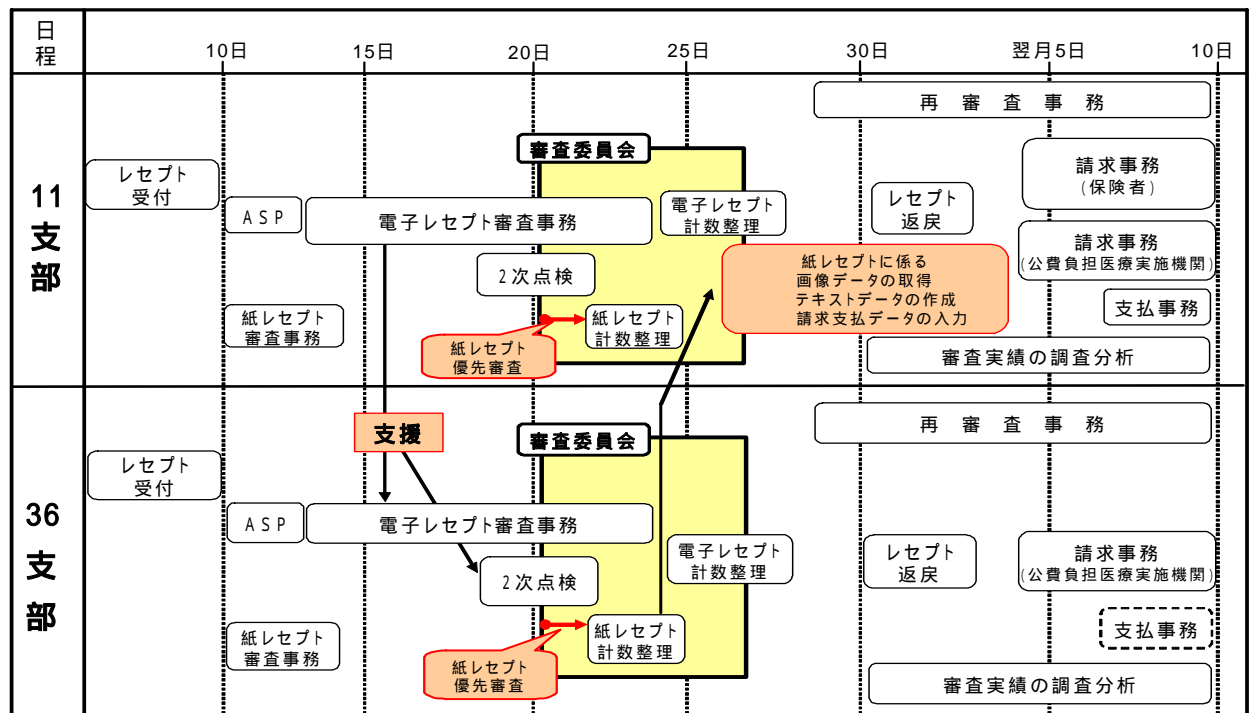 日
程
10日
15日
20日
25日
30日
翌月5日
10日
11
支
部
再審査事務
審査委員会
レセプト
受付
ASP
電子レセプト審査事務
電子レセプト
計数整理
レセプト
返戻
請求事務
(保険者)
2次点検
紙レセプトに係る
画像データの取得
テキストデータの作成
請求支払データの入力
請求事務
(公費負担医療実施機関)
紙レセプト
審査事務
紙レセプト
優先審査
紙レセプト
計数整理
支払事務
審査実績の調査分析
支援
36
支
部
再審査事務
審査委員会
レセプト
受付
ASP
電子レセプト審査事務
電子レセプト
計数整理
レセプト
返戻
請求事務
(公費負担医療実施機関)
2次点検
紙レセプト
審査事務
紙レセプト
優先審査
紙レセプト
計数整理
支払事務
審査実績の調査分析